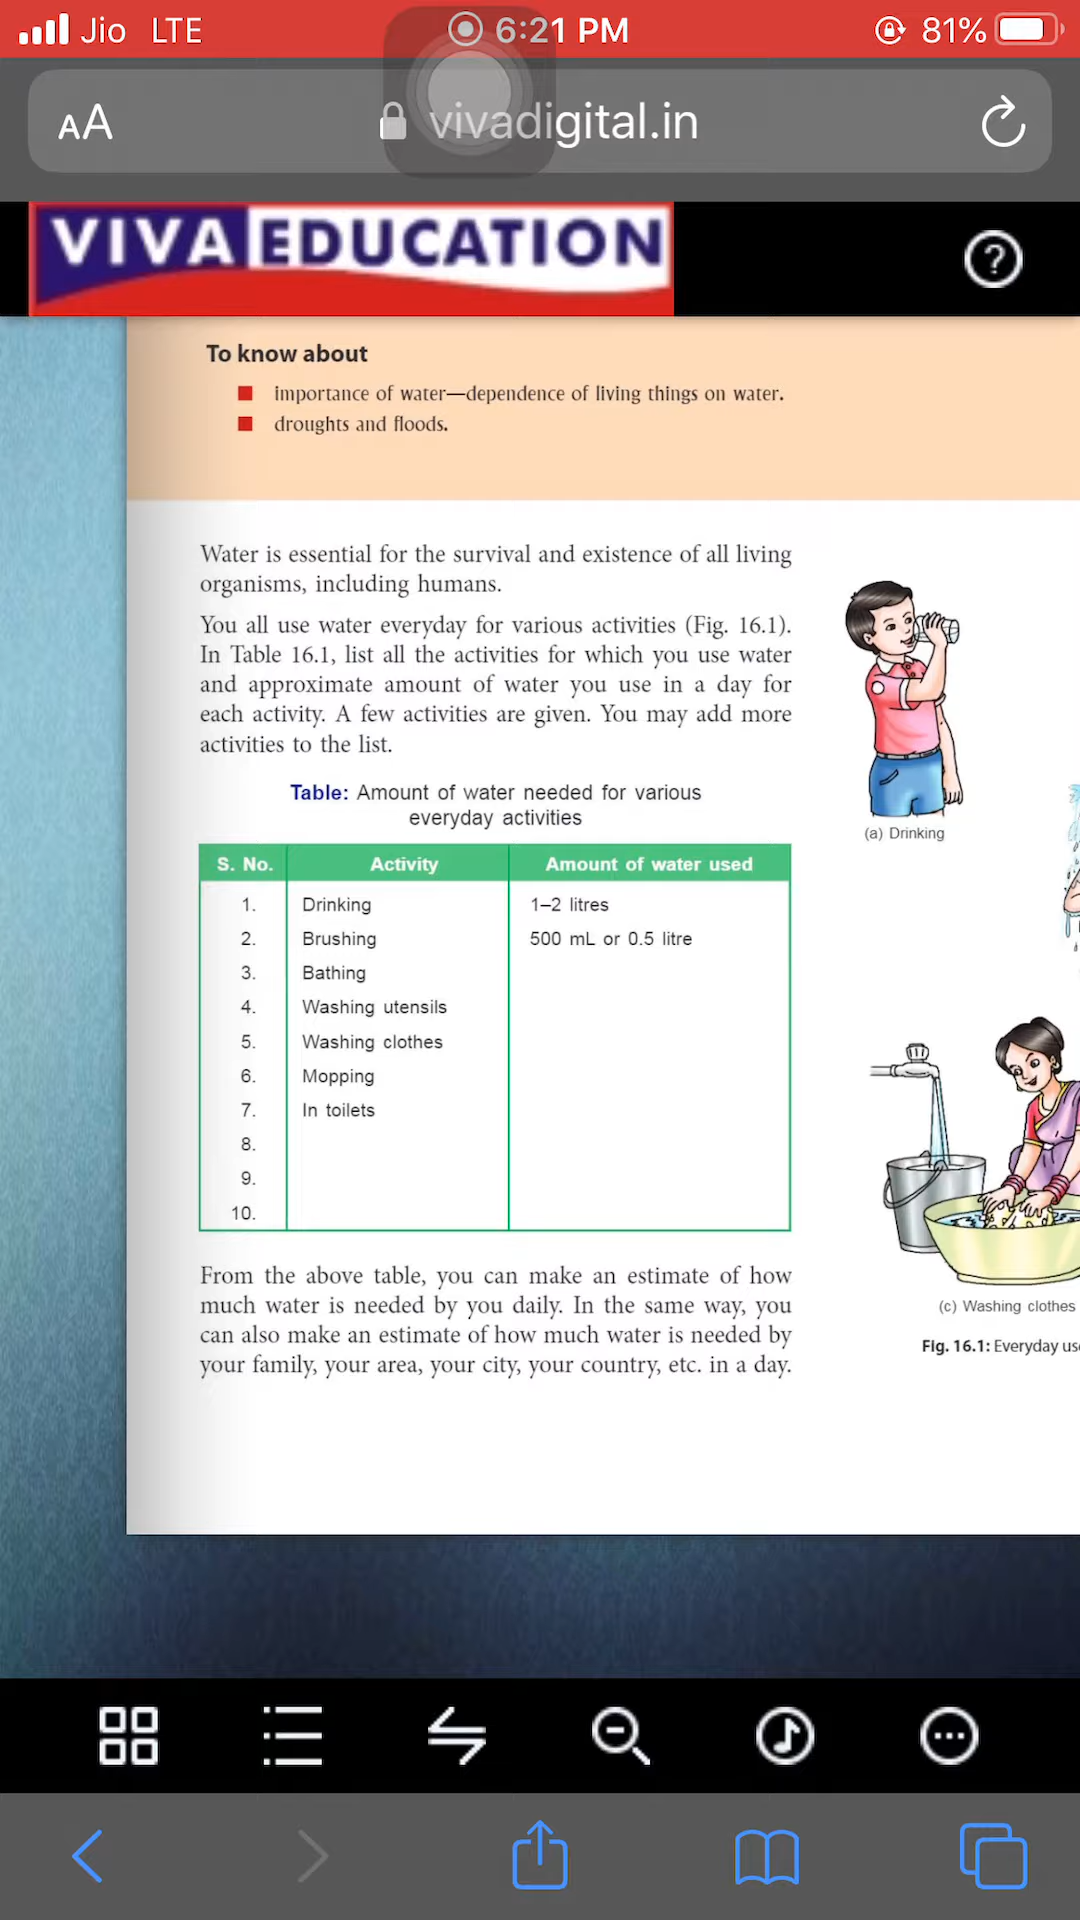 Jio LTE 6:21 PM 81%
AA vivadigital.in
VIVA EDUCATION
?
To know about
importance of water—dependence of living things on water.
droughts and floods.
Water is essential for the survival and existence of all living
organisms, including humans.
You all use water everyday for various activities (Fig. 16.1).
In Table 16.1, list all the activities for which you use water
and approximate amount of water you use in a day for
each activity. A few activities are given. You may add more
activities to the list.
Table: Amount of water needed for various
everyday activities
S. No. Activity Amount of water used
1. Drinking 1–2 litres
2. Brushing 500 mL or 0.5 litre
3. Bathing
4. Washing utensils
5. Washing clothes
6. Mopping
7. In toilets
8.
9.
10.
From the above table, you can make an estimate of how
much water is needed by you daily. In the same way, you
can also make an estimate of how much water is needed by
your family, your area, your city, your country, etc. in a day.
(a) Drinking
(c) Washing clothes
Fig. 16.1: Everyday us